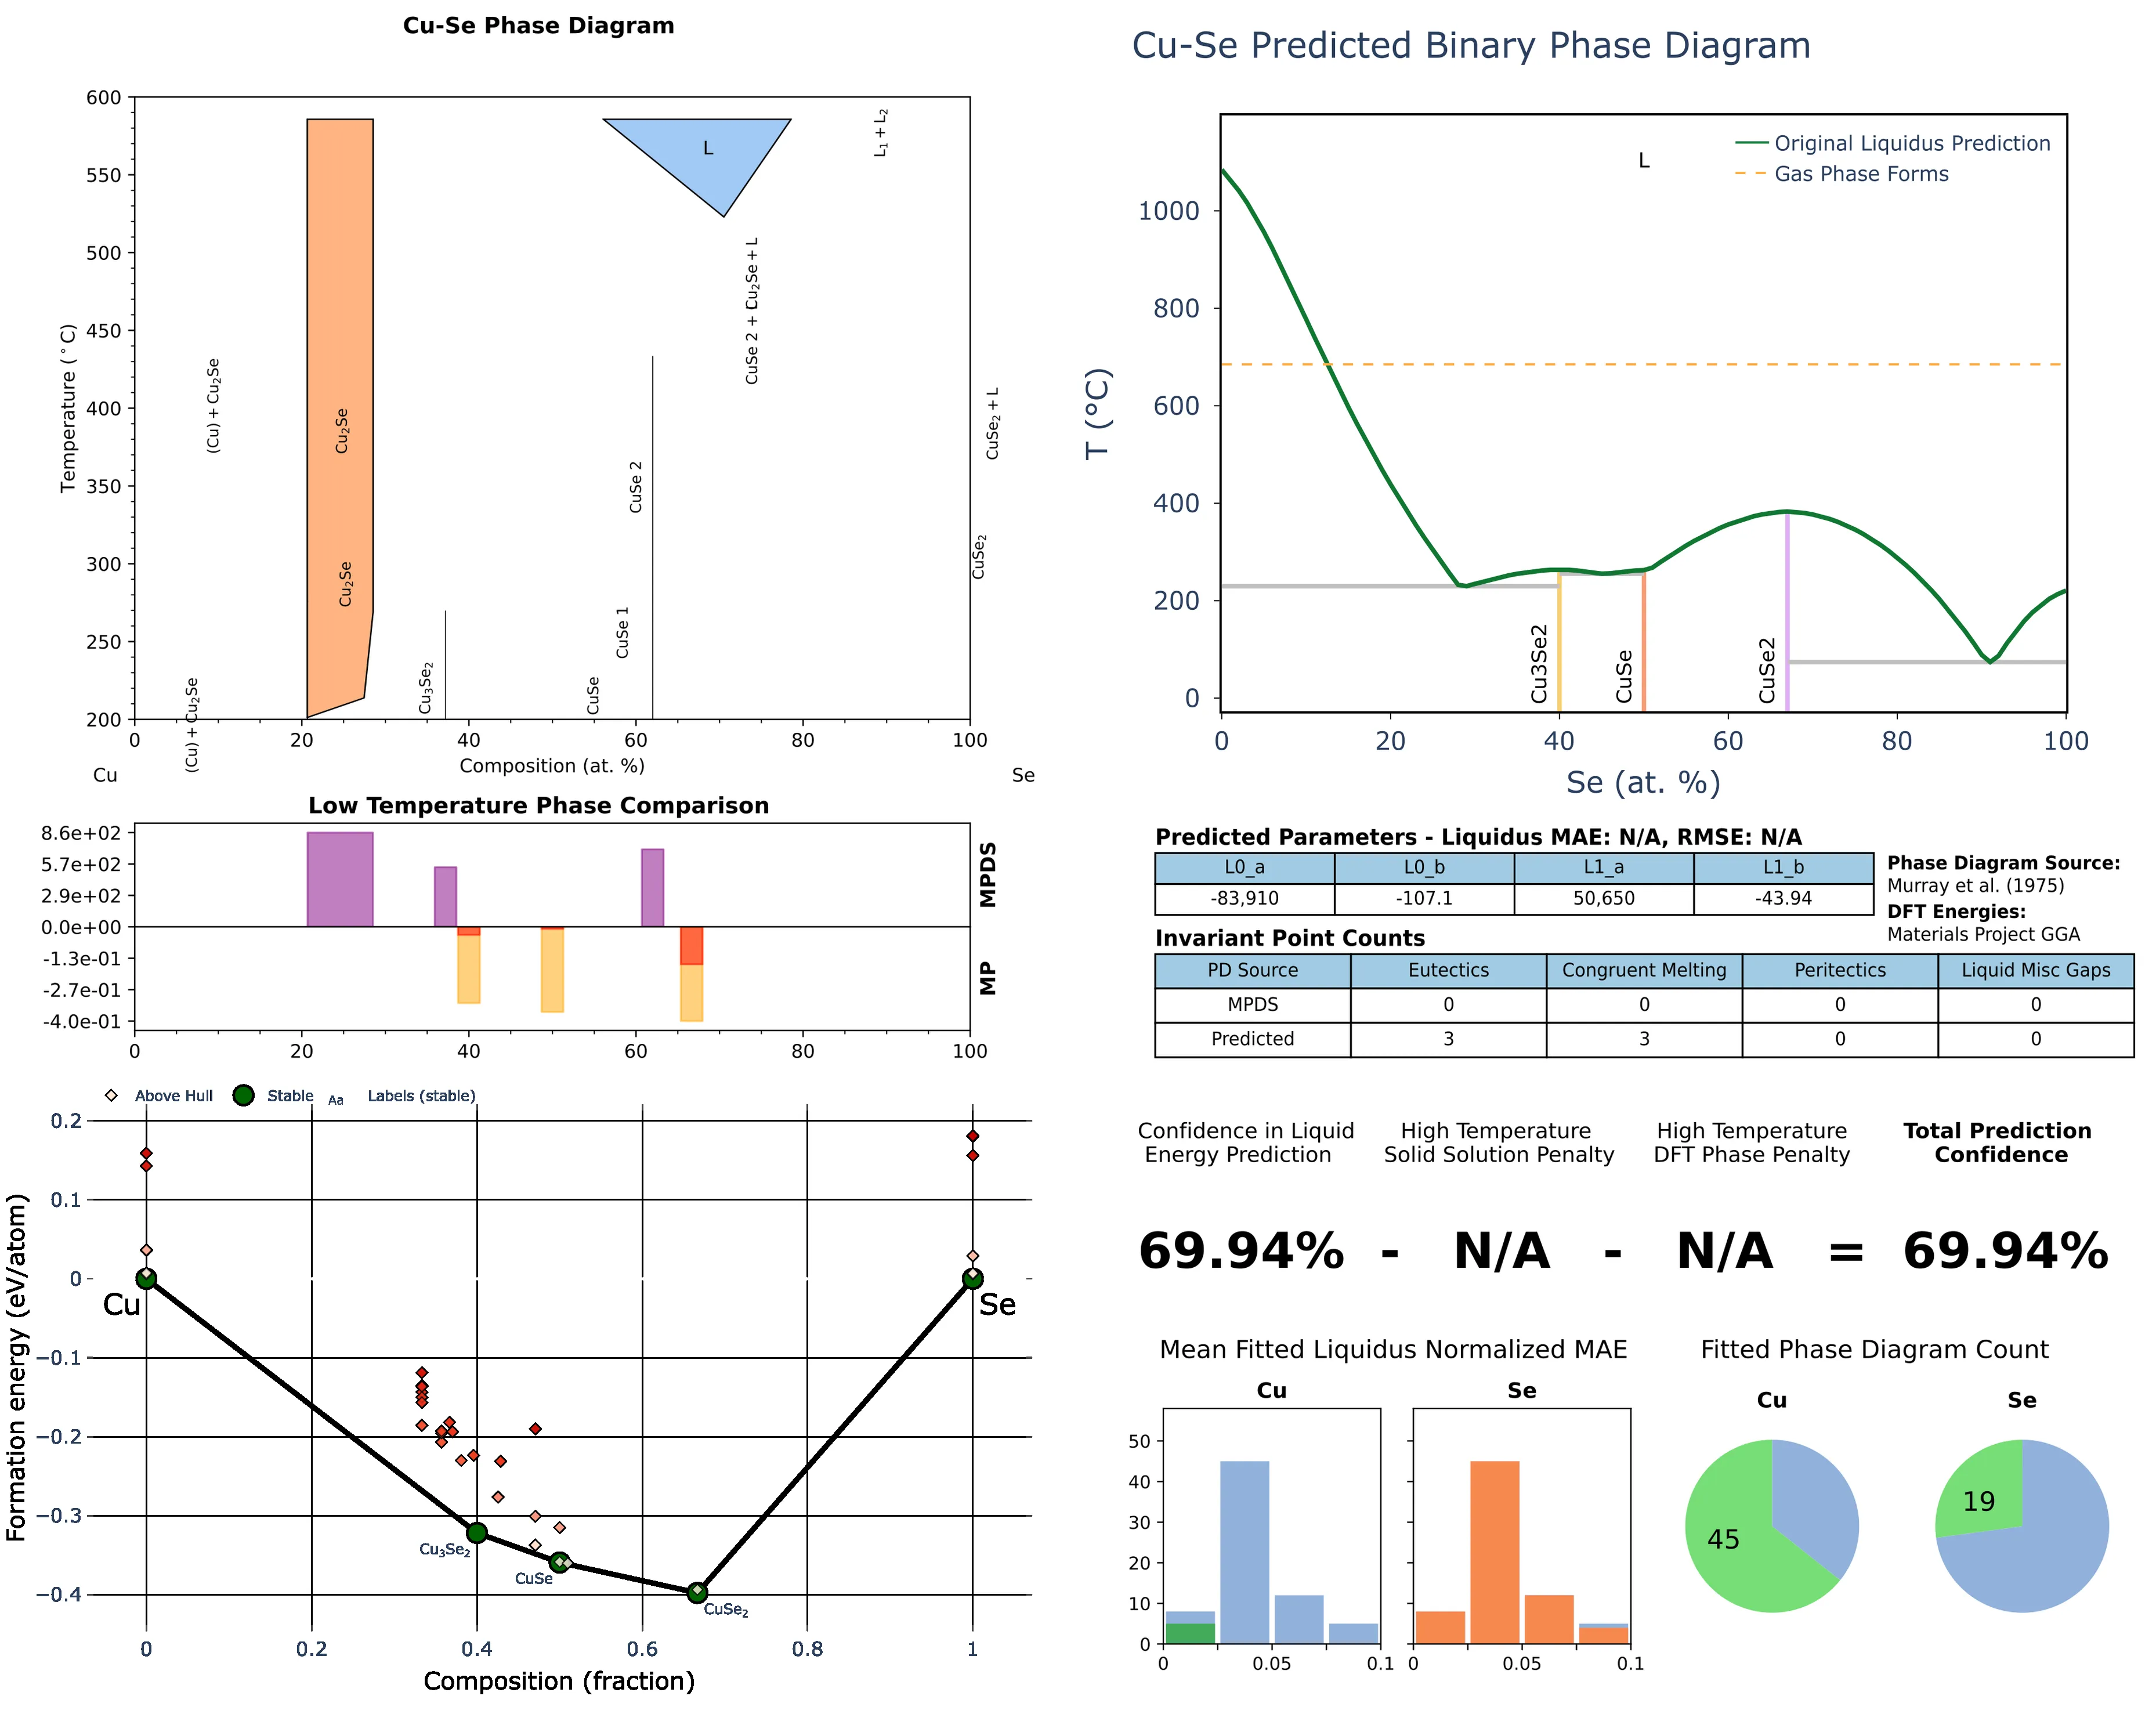 Cu-Se Phase Diagram
600
550
500
450
400
350
300
250
200
Temperature (°C)
0
20
40
60
80
100
Composition (at. %)
Cu
Se
(Cu) + Cu₂Se
(Cu) + Cu₂Se
Cu₂Se
Cu₂Se
Cu₃Se₂
CuSe
CuSe 1
CuSe 2
L
CuSe 2 + Cu₂Se + L
L₁ + L₂
CuSe₂ + L
CuSe₂
Low Temperature Phase Comparison
8.6e+02
5.7e+02
2.9e+02
0.0e+00
-1.3e-01
-2.7e-01
-4.0e-01
MPDS
MP
0
20
40
60
80
100
Above Hull
Stable
Aa
Labels (stable)
0.2
0.1
0
−0.1
−0.2
−0.3
−0.4
Formation energy (eV/atom)
Cu
Se
Cu₃Se₂
CuSe
CuSe₂
0
0.2
0.4
0.6
0.8
1
Composition (fraction)
Cu-Se Predicted Binary Phase Diagram
L
Original Liquidus Prediction
Gas Phase Forms
1000
800
600
400
200
0
T (°C)
Cu3Se2
CuSe
CuSe2
0
20
40
60
80
100
Se (at. %)
Predicted Parameters - Liquidus MAE: N/A, RMSE: N/A
L0_a
L0_b
L1_a
L1_b
-83,910
-107.1
50,650
-43.94
Phase Diagram Source:
Murray et al. (1975)
DFT Energies:
Materials Project GGA
Invariant Point Counts
PD Source
Eutectics
Congruent Melting
Peritectics
Liquid Misc Gaps
MPDS
0
0
0
0
Predicted
3
3
0
0
Confidence in Liquid
Energy Prediction
High Temperature
Solid Solution Penalty
High Temperature
DFT Phase Penalty
Total Prediction
Confidence
69.94% - N/A - N/A = 69.94%
Mean Fitted Liquidus Normalized MAE
Cu
Se
50
40
30
20
10
0
0
0.05
0.1
0
0.05
0.1
Fitted Phase Diagram Count
Cu
Se
45
19